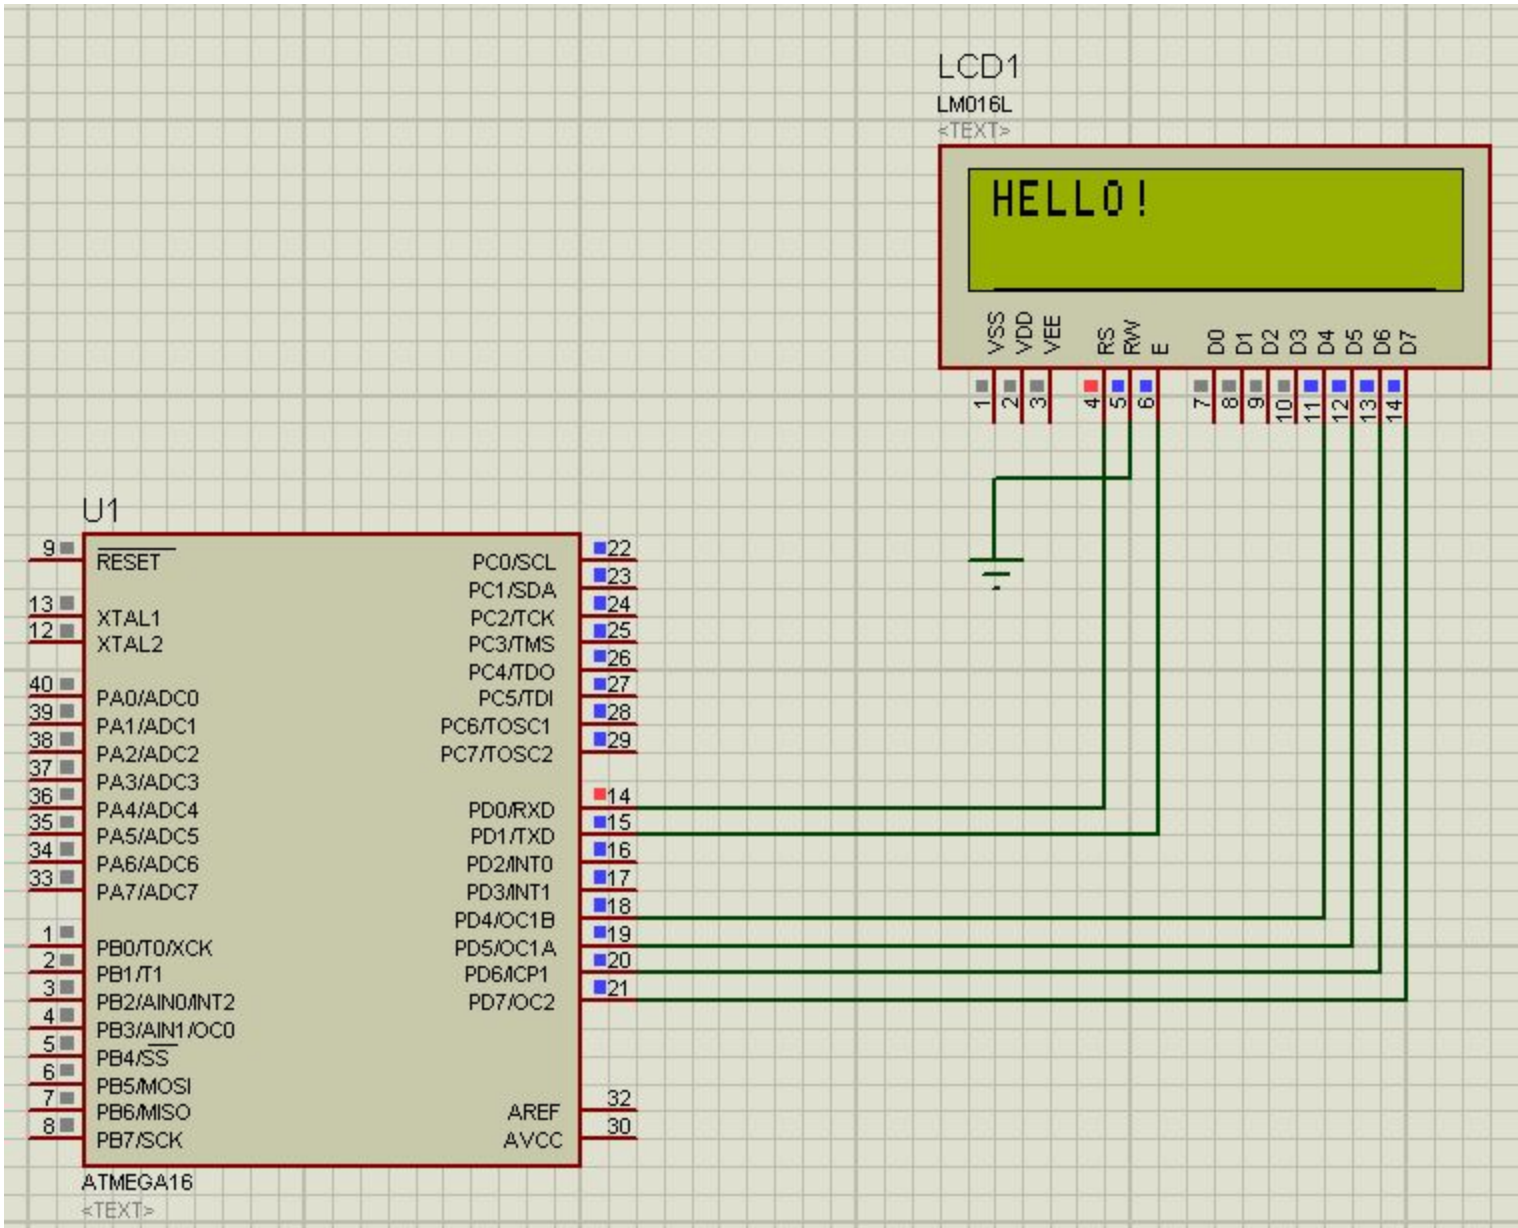 LCD1
LM016L
<TEXT>
HELLO!
VSS VDD VEE RS RW E D0 D1 D2 D3 D4 D5 D6 D7
1 2 3 4 5 6 7 8 9 10 11 12 13 14
U1
9 RESET PC0/SCL 22
PC1/SDA 23
13 XTAL1 PC2/TCK 24
12 XTAL2 PC3/TMS 25
PC4/TDO 26
40 PA0/ADC0 PC5/TDI 27
39 PA1/ADC1 PC6/TOSC1 28
38 PA2/ADC2 PC7/TOSC2 29
37 PA3/ADC3
36 PA4/ADC4 PD0/RXD 14
35 PA5/ADC5 PD1/TXD 15
34 PA6/ADC6 PD2/INT0 16
33 PA7/ADC7 PD3/INT1 17
PD4/OC1B 18
1 PB0/T0/XCK PD5/OC1A 19
2 PB1/T1 PD6/ICP1 20
3 PB2/AIN0/INT2 PD7/OC2 21
4 PB3/AIN1/OC0
5 PB4/SS
6 PB5/MOSI
7 PB6/MISO AREF 32
8 PB7/SCK AVCC 30
ATMEGA16
<TEXT>